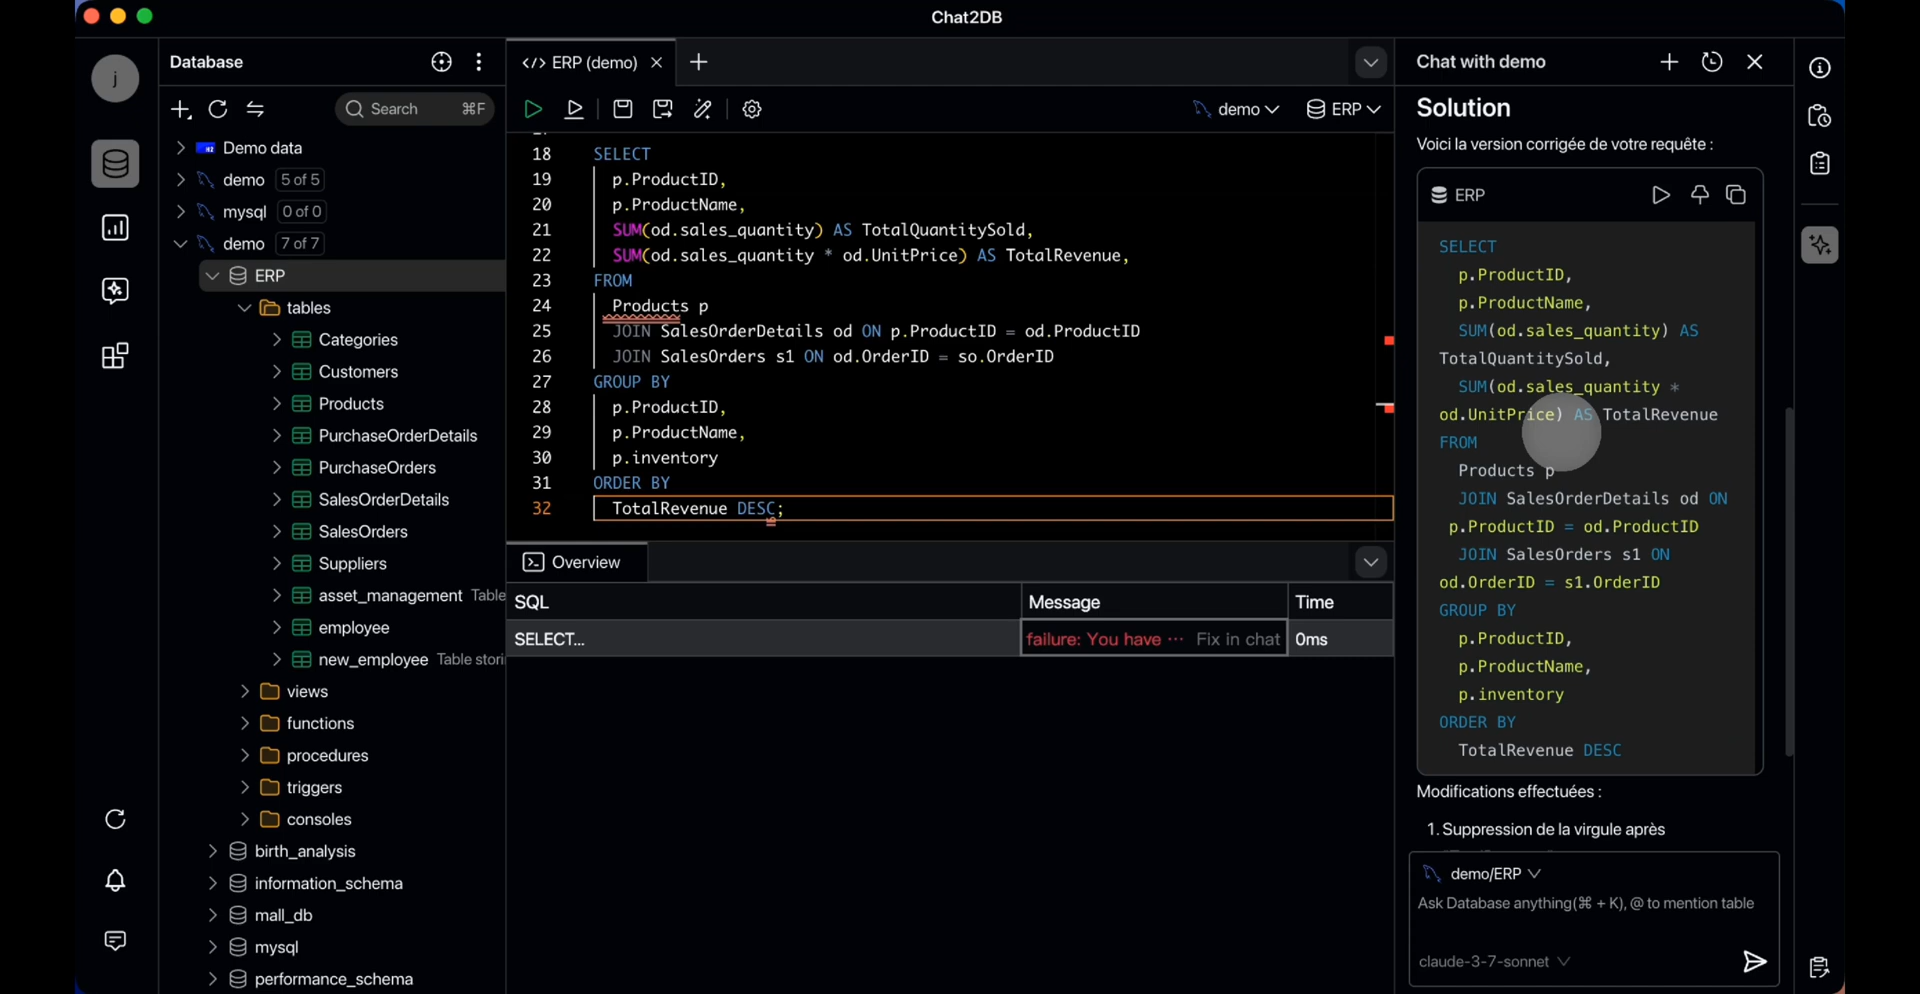 Chat2DB
j
Database
Search ⌘F
Demo data
demo 5 of 5
mysql 0 of 0
demo 7 of 7
ERP
tables
Categories
Customers
Products
PurchaseOrderDetails
PurchaseOrders
SalesOrderDetails
SalesOrders
Suppliers
asset_management Table
employee
new_employee Table stori
views
functions
procedures
triggers
consoles
birth_analysis
information_schema
mall_db
mysql
performance_schema
</> ERP (demo)
demo ERP
18 SELECT
19 p.ProductID,
20 p.ProductName,
21 SUM(od.sales_quantity) AS TotalQuantitySold,
22 SUM(od.sales_quantity * od.UnitPrice) AS TotalRevenue,
23 FROM
24 Products p
25 JOIN SalesOrderDetails od ON p.ProductID = od.ProductID
26 JOIN SalesOrders s1 ON od.OrderID = so.OrderID
27 GROUP BY
28 p.ProductID,
29 p.ProductName,
30 p.inventory
31 ORDER BY
32 TotalRevenue DESC;
Overview
SQL Message Time
SELECT... failure: You have ··· Fix in chat 0ms
Chat with demo
Solution
Voici la version corrigée de votre requête :
ERP
SELECT
p.ProductID,
p.ProductName,
SUM(od.sales_quantity) AS
TotalQuantitySold,
SUM(od.sales_quantity *
od.UnitPrice) AS TotalRevenue
FROM
Products p
JOIN SalesOrderDetails od ON
p.ProductID = od.ProductID
JOIN SalesOrders s1 ON
od.OrderID = s1.OrderID
GROUP BY
p.ProductID,
p.ProductName,
p.inventory
ORDER BY
TotalRevenue DESC
Modifications effectuées :
1. Suppression de la virgule après
demo/ERP
Ask Database anything(⌘ + K), @ to mention table
claude-3-7-sonnet